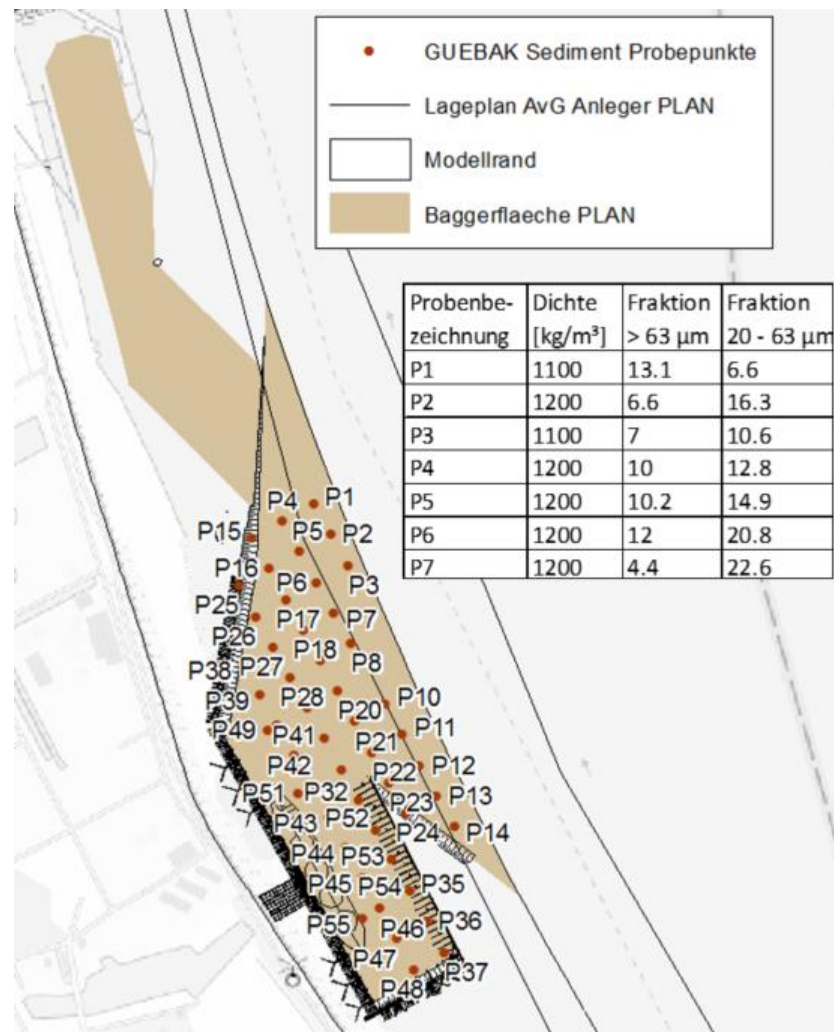 GUEBAK Sediment Probepunkte
Lageplan AvG Anleger PLAN
Modellrand
Baggerflaeche PLAN
Probenbe- Dichte Fraktion Fraktion
zeichnung [kg/m³] > 63 µm 20 - 63 µm
P1 1100 13.1 6.6
P2 1200 6.6 16.3
P3 1100 7 10.6
P4 1200 10 12.8
P5 1200 10.2 14.9
P6 1200 12 20.8
P7 1200 4.4 22.6
P4 P1
P15 P5 P2
P16 P6 P3
P25 P17 P7
P26 P18 P8
P38 P27
P39 P28 P10
P49 P41 P20 P11
P42 P21 P12
P51 P32 P22 P13
P43 P52 P23 P14
P44 P53 P24
P45 P54 P35
P55 P46 P36
P47 P37
P48